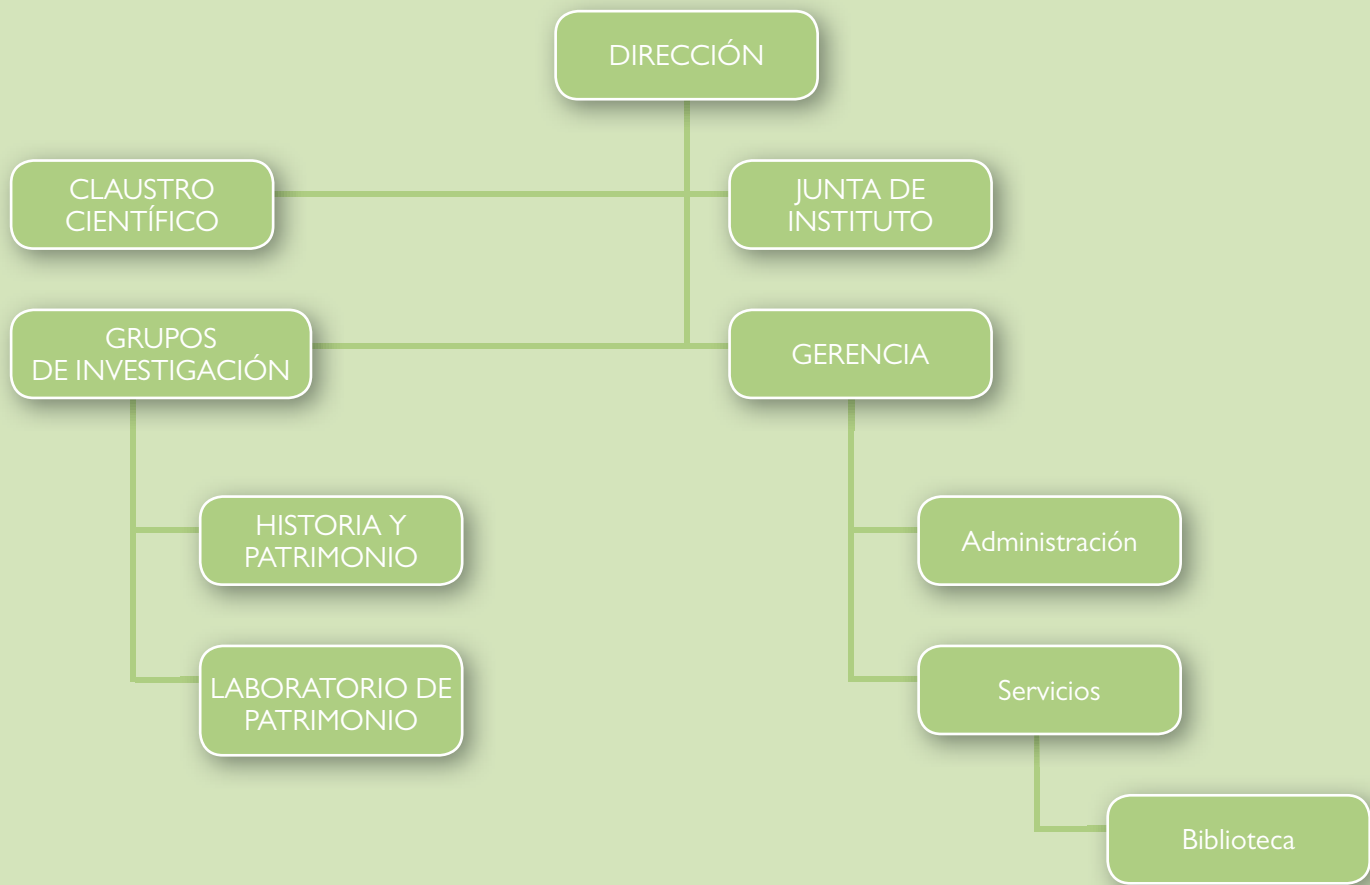 DIRECCIÓN
CLAUSTRO
CIENTÍFICO
JUNTA DE
INSTITUTO
GRUPOS
DE INVESTIGACIÓN
GERENCIA
HISTORIA Y
PATRIMONIO
Administración
LABORATORIO DE
PATRIMONIO
Servicios
Biblioteca